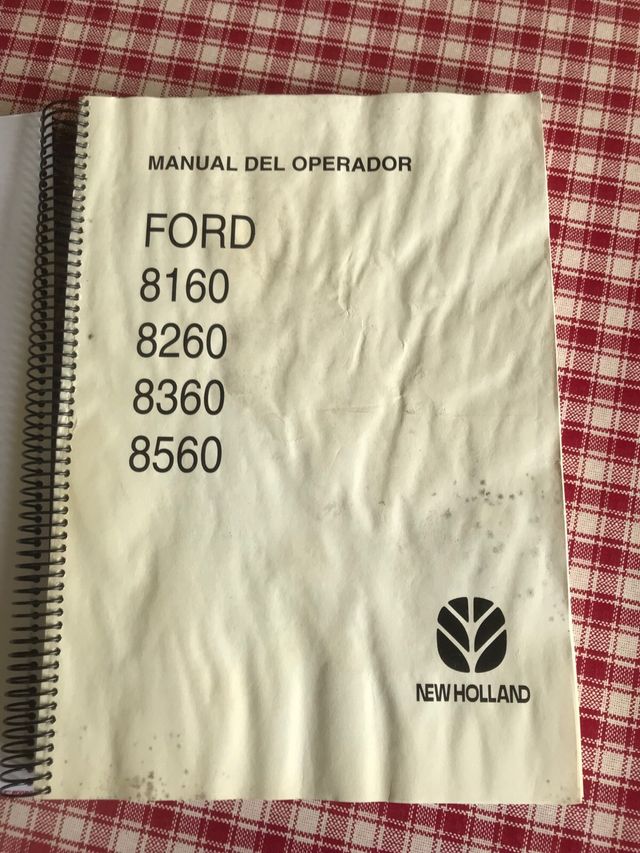 MANUAL DEL OPERADOR
FORD
8160
8260
8360
8560
NEW HOLLAND